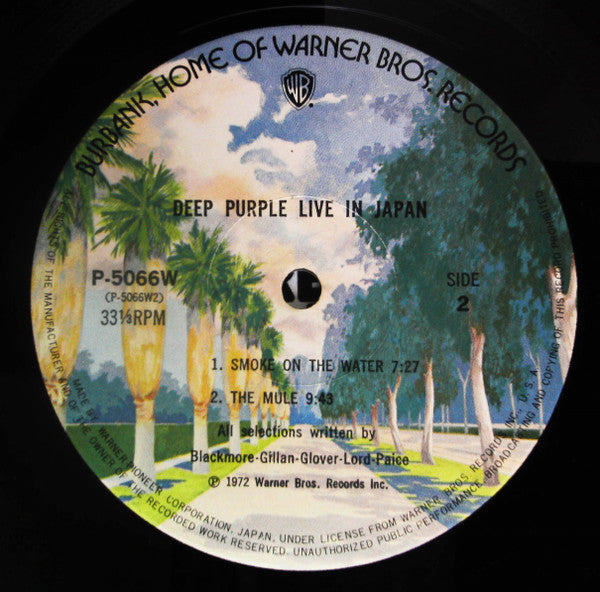 BURBANK, HOME OF WARNER BROS. RECORDS
WB
DEEP PURPLE LIVE IN JAPAN
P-5066W
(P-5066W2)
33⅓RPM
SIDE
2
1. SMOKE ON THE WATER 7:27
2. THE MULE 9:43
All selections written by
Blackmore-Gillan-Glover-Lord-Paice
Ⓟ 1972 Warner Bros. Records Inc.
MADE BY WARNER-PIONEER CORPORATION, JAPAN, UNDER LICENSE FROM WARNER BROS. RECORDS INC., U.S.A.
OF THE MANUFACTURER AND OF THE OWNER OF THE RECORDED WORK RESERVED. UNAUTHORIZED PUBLIC PERFORMANCE, BROADCASTING AND COPYING OF THIS RECORD PROHIBITED